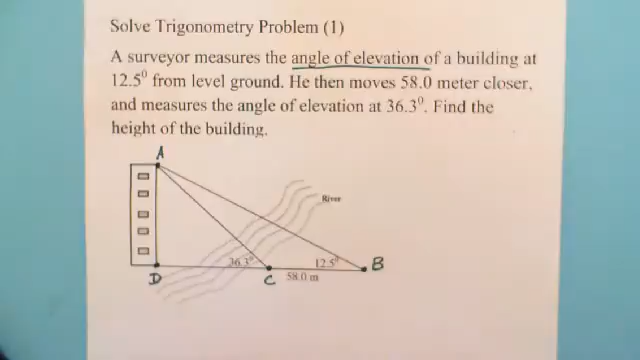 Solve Trigonometry Problem (1)
A surveyor measures the angle of elevation of a building at
12.5⁰ from level ground. He then moves 58.0 meter closer,
and measures the angle of elevation at 36.3⁰. Find the
height of the building.
A
River
36.3⁰
12.5⁰
B
D
C
58.0 m